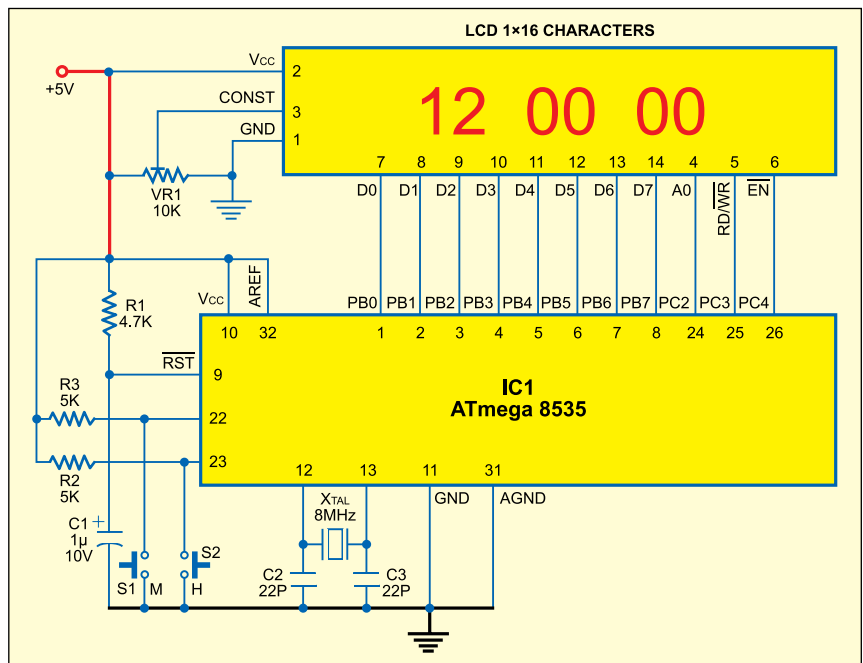 LCD 1×16 CHARACTERS
+5V
Vcc
2
CONST
3
GND
1
12 00 00
VR1
10K
7 8 9 10 11 12 13 14 4 5 6
D0 D1 D2 D3 D4 D5 D6 D7 A0 RD/WR EN
R1
4.7K
Vcc
AREF
PB0 PB1 PB2 PB3 PB4 PB5 PB6 PB7 PC2 PC3 PC4
10 32 1 2 3 4 5 6 7 8 24 25 26
RST
9
IC1
ATmega 8535
R3
5K
22
R2
5K
23
12 13 11 31
XTAL
8MHz
GND
AGND
C1 +
1µ
10V
S1 M
S2
H
C2
22P
C3
22P